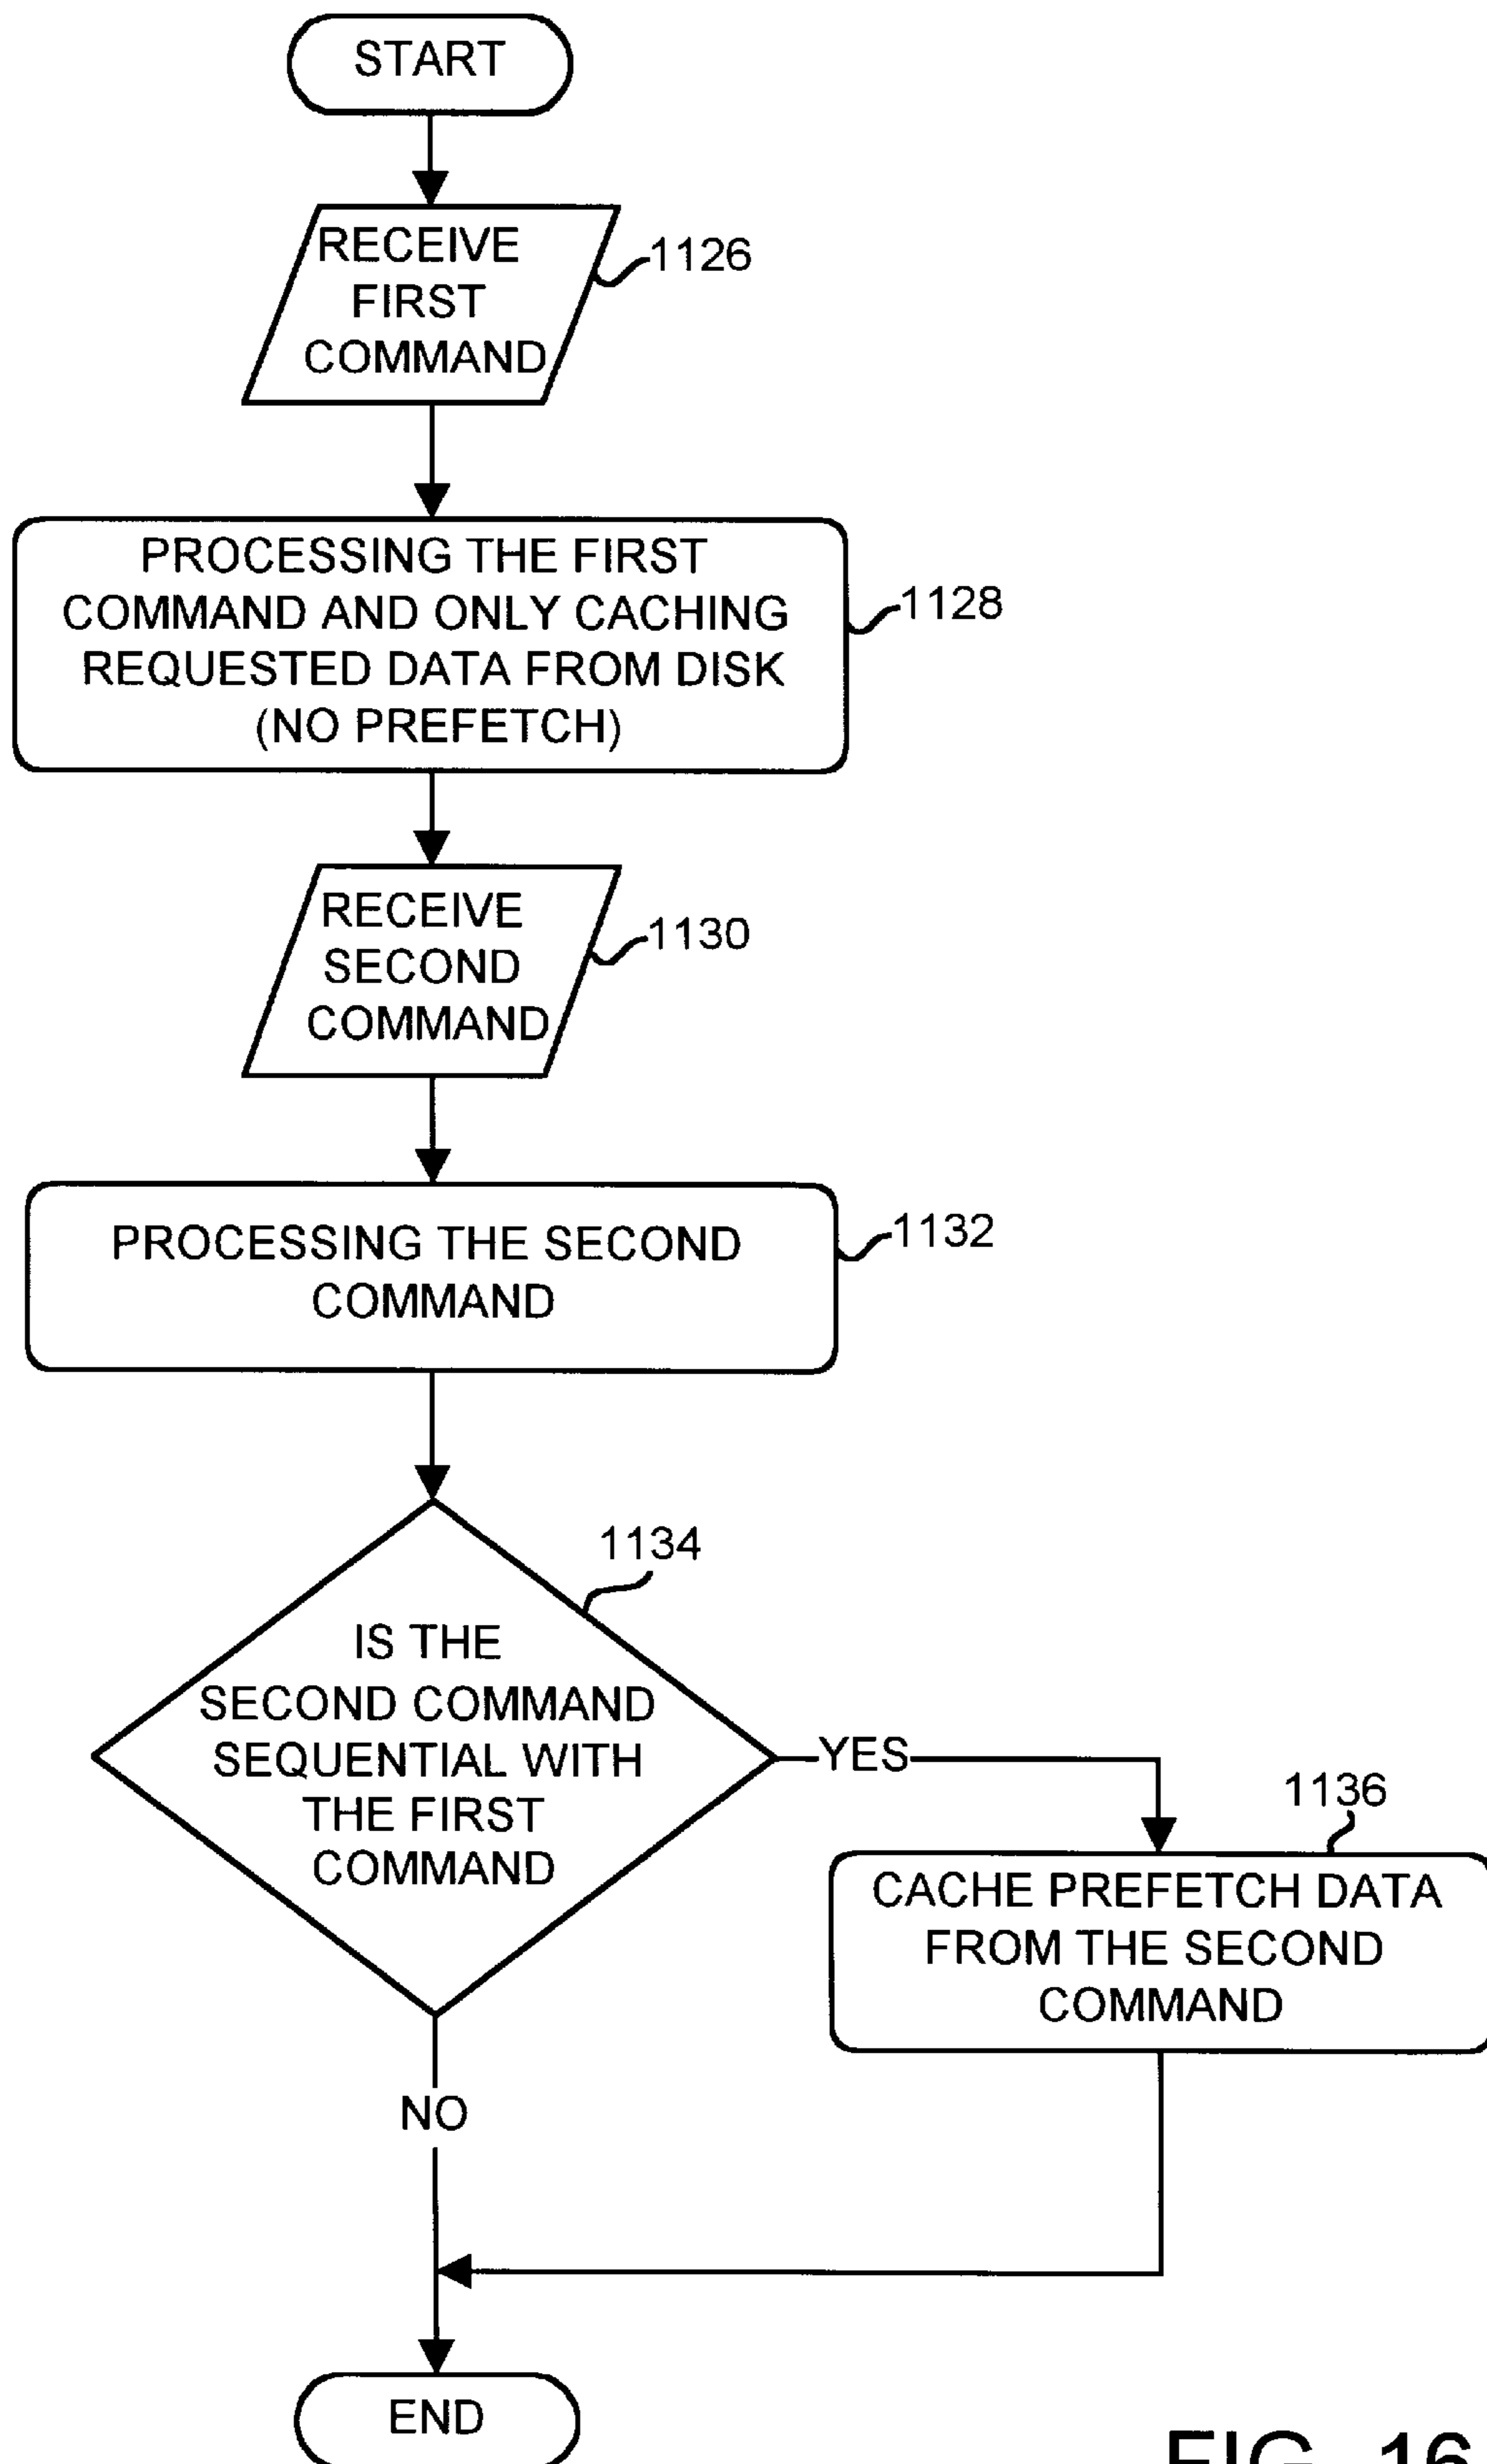 START
RECEIVE
FIRST
COMMAND
1126
PROCESSING THE FIRST
COMMAND AND ONLY CACHING
REQUESTED DATA FROM DISK
(NO PREFETCH)
1128
RECEIVE
SECOND
COMMAND
1130
PROCESSING THE SECOND
COMMAND
1132
1134
IS THE
SECOND COMMAND
SEQUENTIAL WITH
THE FIRST
COMMAND
YES
1136
CACHE PREFETCH DATA
FROM THE SECOND
COMMAND
NO
END
FIG. 16